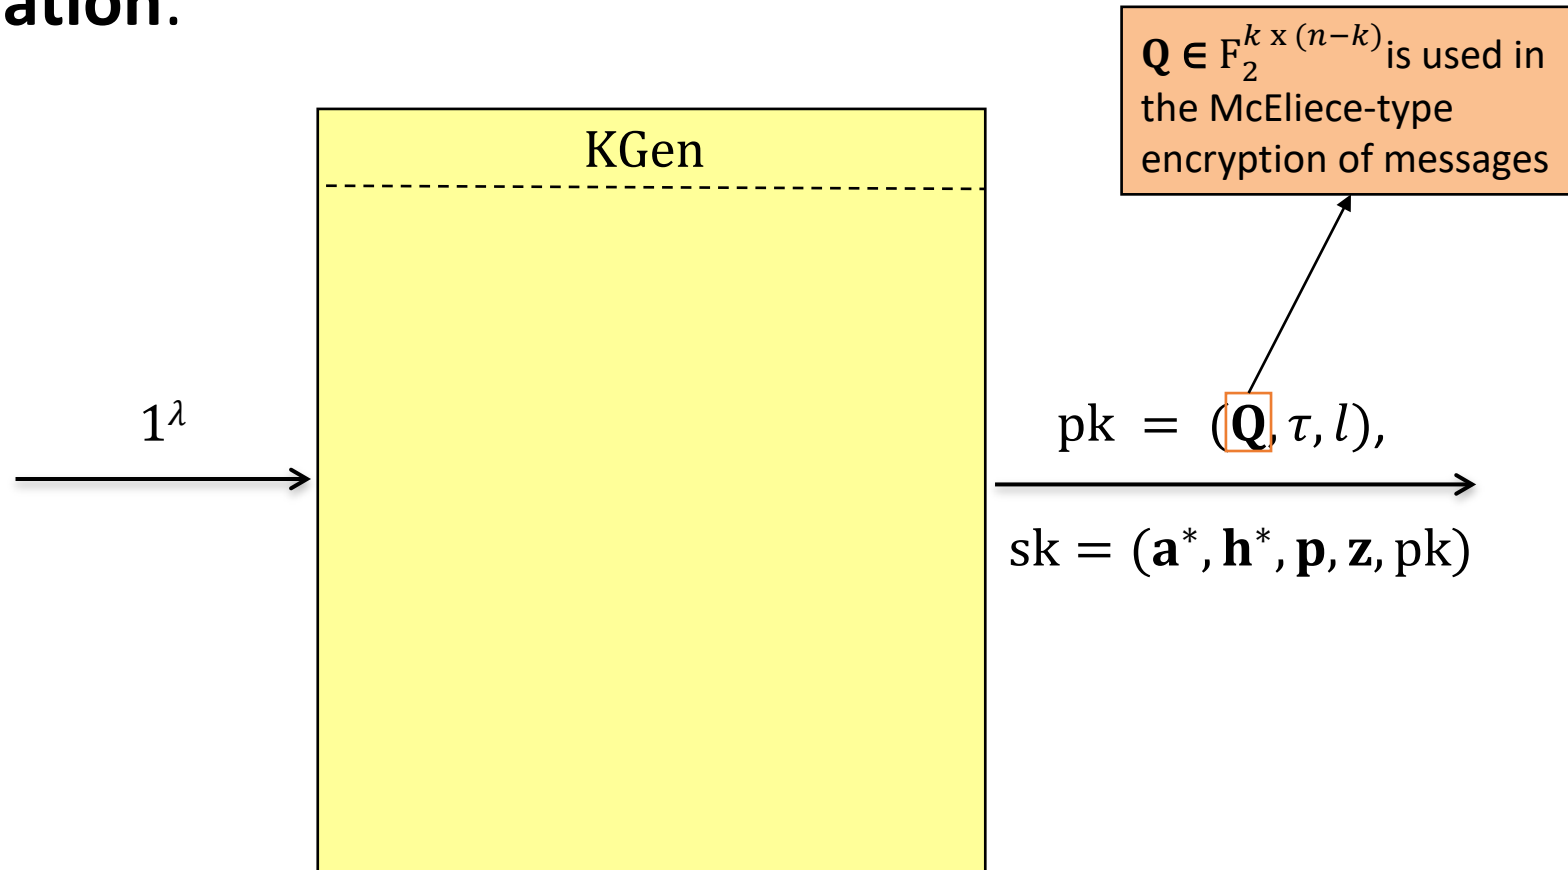 ation:
𝐐 ∈ F₂^{k x (n−k)} is used in
the McEliece-type
encryption of messages
KGen
1^λ
pk = (𝐐, τ, l),
sk = (𝐚*, 𝐡*, 𝐩, 𝐳, pk)